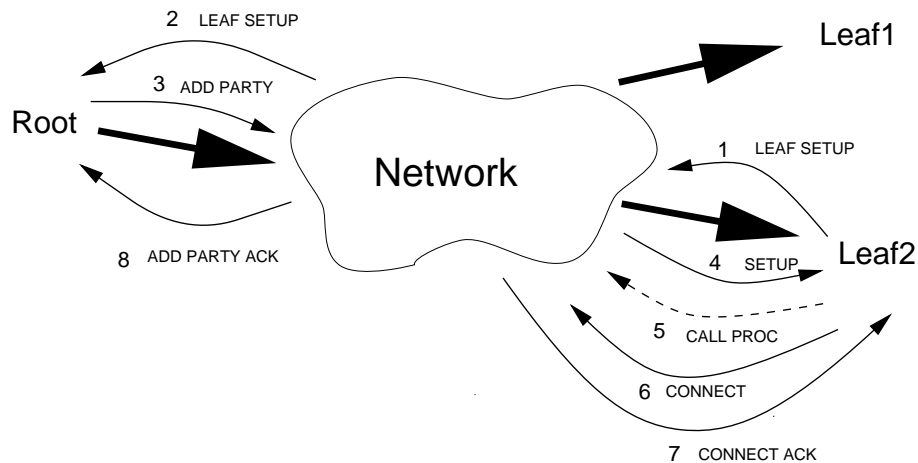 2 LEAF SETUP
Leaf1
3 ADD PARTY
Root
1 LEAF SETUP
Network
8 ADD PARTY ACK
4 SETUP
Leaf2
5 CALL PROC
6 CONNECT
7 CONNECT ACK